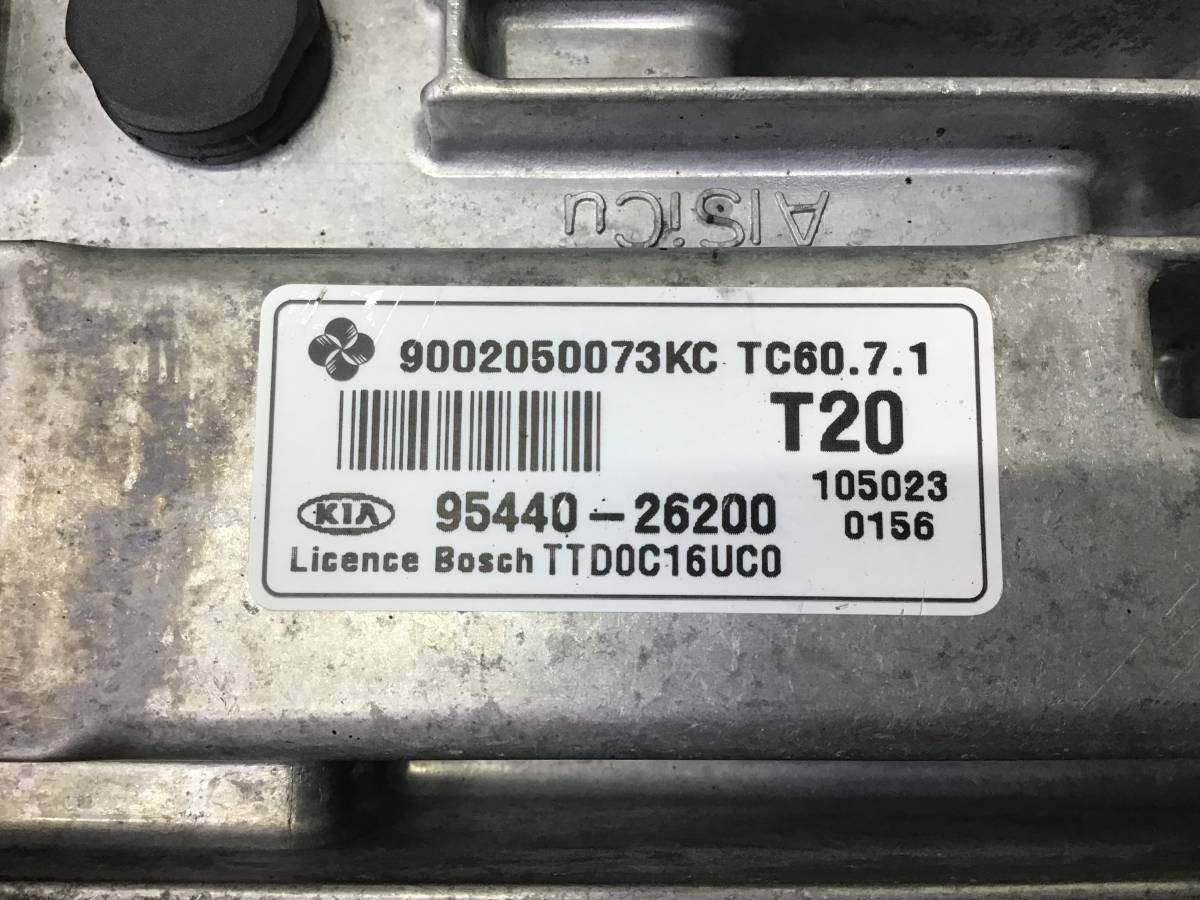 AlSiCu
9002050073KC TC60.7.1
T20
105023
KIA 95440-26200 0156
Licence Bosch TTD0C16UC0